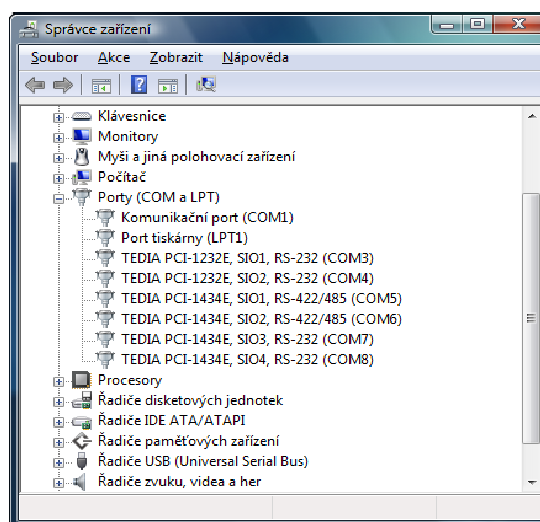 Správce zařízení
Soubor Akce Zobrazit Nápověda
Klávesnice
Monitory
Myši a jiná polohovací zařízení
Počítač
Porty (COM a LPT)
Komunikační port (COM1)
Port tiskárny (LPT1)
TEDIA PCI-1232E, SIO1, RS-232 (COM3)
TEDIA PCI-1232E, SIO2, RS-232 (COM4)
TEDIA PCI-1434E, SIO1, RS-422/485 (COM5)
TEDIA PCI-1434E, SIO2, RS-422/485 (COM6)
TEDIA PCI-1434E, SIO3, RS-232 (COM7)
TEDIA PCI-1434E, SIO4, RS-232 (COM8)
Procesory
Řadiče disketových jednotek
Řadiče IDE ATA/ATAPI
Řadiče paměťových zařízení
Řadiče USB (Universal Serial Bus)
Řadiče zvuku, videa a her